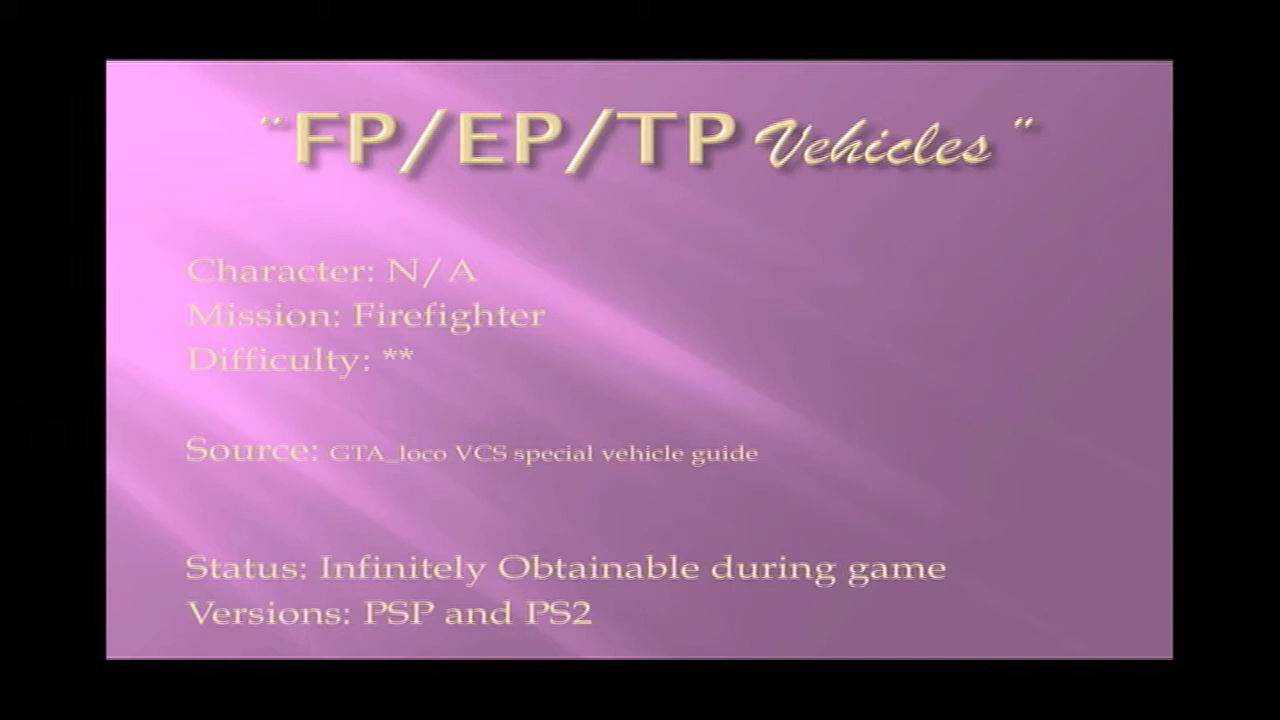 “FP/EP/TP Vehicles“
Character: N/A
Mission: Firefighter
Difficulty: **
Source: GTA_loco VCS special vehicle guide
Status: Infinitely Obtainable during game
Versions: PSP and PS2